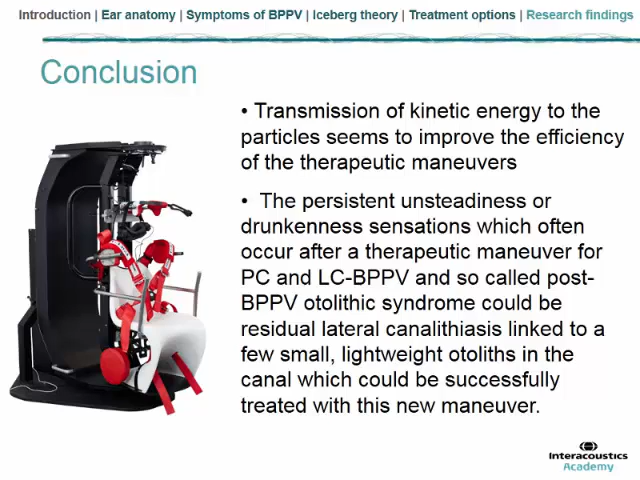 Introduction | Ear anatomy | Symptoms of BPPV | Iceberg theory | Treatment options | Research findings
Conclusion
• Transmission of kinetic energy to the
particles seems to improve the efficiency
of the therapeutic maneuvers
• The persistent unsteadiness or
drunkenness sensations which often
occur after a therapeutic maneuver for
PC and LC-BPPV and so called post-
BPPV otolithic syndrome could be
residual lateral canalithiasis linked to a
few small, lightweight otoliths in the
canal which could be successfully
treated with this new maneuver.
Interacoustics
Academy